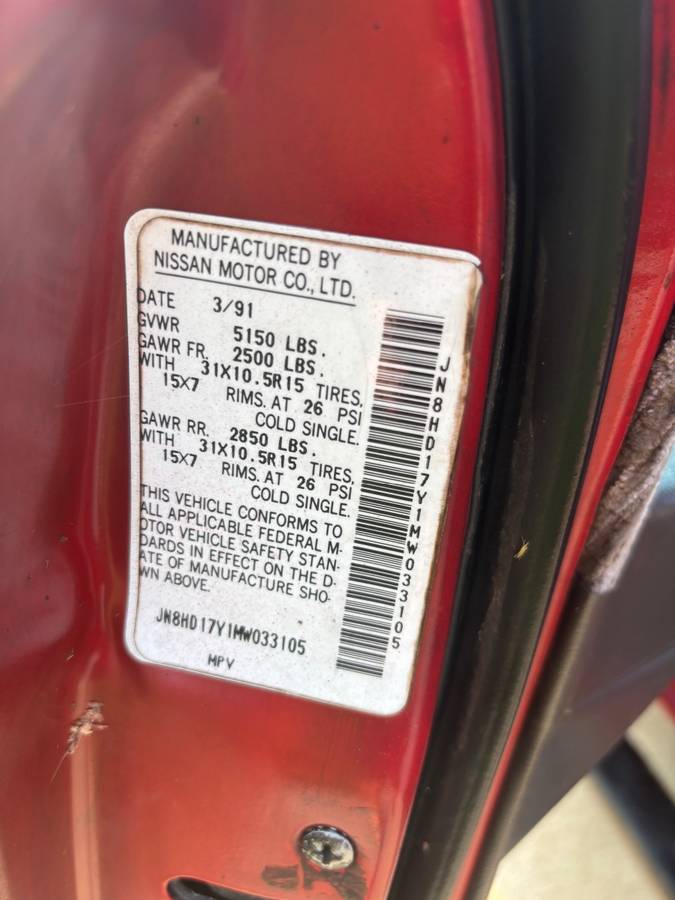 MANUFACTURED BY
NISSAN MOTOR CO., LTD.
DATE 3/91
GVWR 5150 LBS.
GAWR FR. 2500 LBS.
WITH 31X10.5R15 TIRES,
15X7 RIMS. AT 26 PSI
COLD SINGLE.
GAWR RR. 2850 LBS.
WITH 31X10.5R15 TIRES,
15X7 RIMS. AT 26 PSI
COLD SINGLE.
THIS VEHICLE CONFORMS TO
ALL APPLICABLE FEDERAL M-
OTOR VEHICLE SAFETY STAN-
DARDS IN EFFECT ON THE D-
ATE OF MANUFACTURE SHO-
WN ABOVE.
JN8HD17Y1MW033105
MPV
JN8HD17Y1MW033105